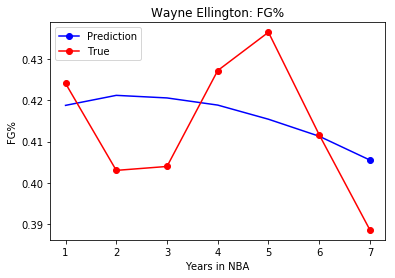 Wayne Ellington: FG%
Prediction
True
FG%
0.43
0.42
0.41
0.40
0.39
1 2 3 4 5 6 7
Years in NBA